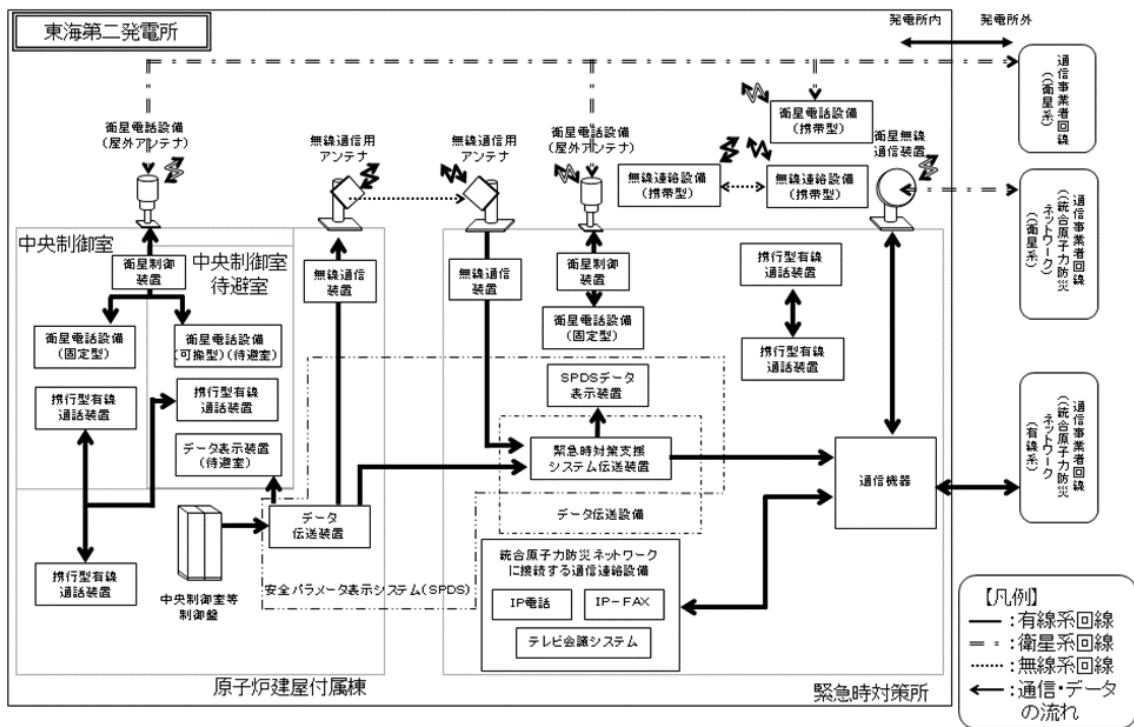 東海第二発電所
発電所内
発電所外
通信事業者回線
(衛星系)
衛星電話設備
(屋外アンテナ)
無線通信用
アンテナ
無線通信用
アンテナ
衛星電話設備
(屋外アンテナ)
衛星電話設備
(携帯型)
無線連絡設備
(携帯型)
無線連絡設備
(携帯型)
衛星無線
通信装置
通信事業者回線
(統合原子力防災
ネットワーク)
(衛星系)
中央制御室
中央制御室
待避室
衛星制御
装置
無線通信
装置
無線通信
装置
衛星制御
装置
携行型有線
通話装置
衛星電話設備
(固定型)
衛星電話設備
(可搬型)(待避室)
衛星電話設備
(固定型)
携行型有線
通話装置
携行型有線
通話装置
携行型有線
通話装置
SPDSデータ
表示装置
通信事業者回線
(統合原子力防災
ネットワーク
(有線系)
データ表示装置
(待避室)
緊急時対策支援
システム伝送装置
通信機器
データ
伝送装置
データ伝送設備
携行型有線
通話装置
中央制御室等
制御盤
安全パラメータ表示システム(SPDS)
統合原子力防災ネットワーク
に接続する通信連絡設備
IP電話
IP-FAX
テレビ会議システム
原子炉建屋付属棟
緊急時対策所
【凡例】
:有線系回線
:衛星系回線
:無線系回線
:通信・データ
の流れ